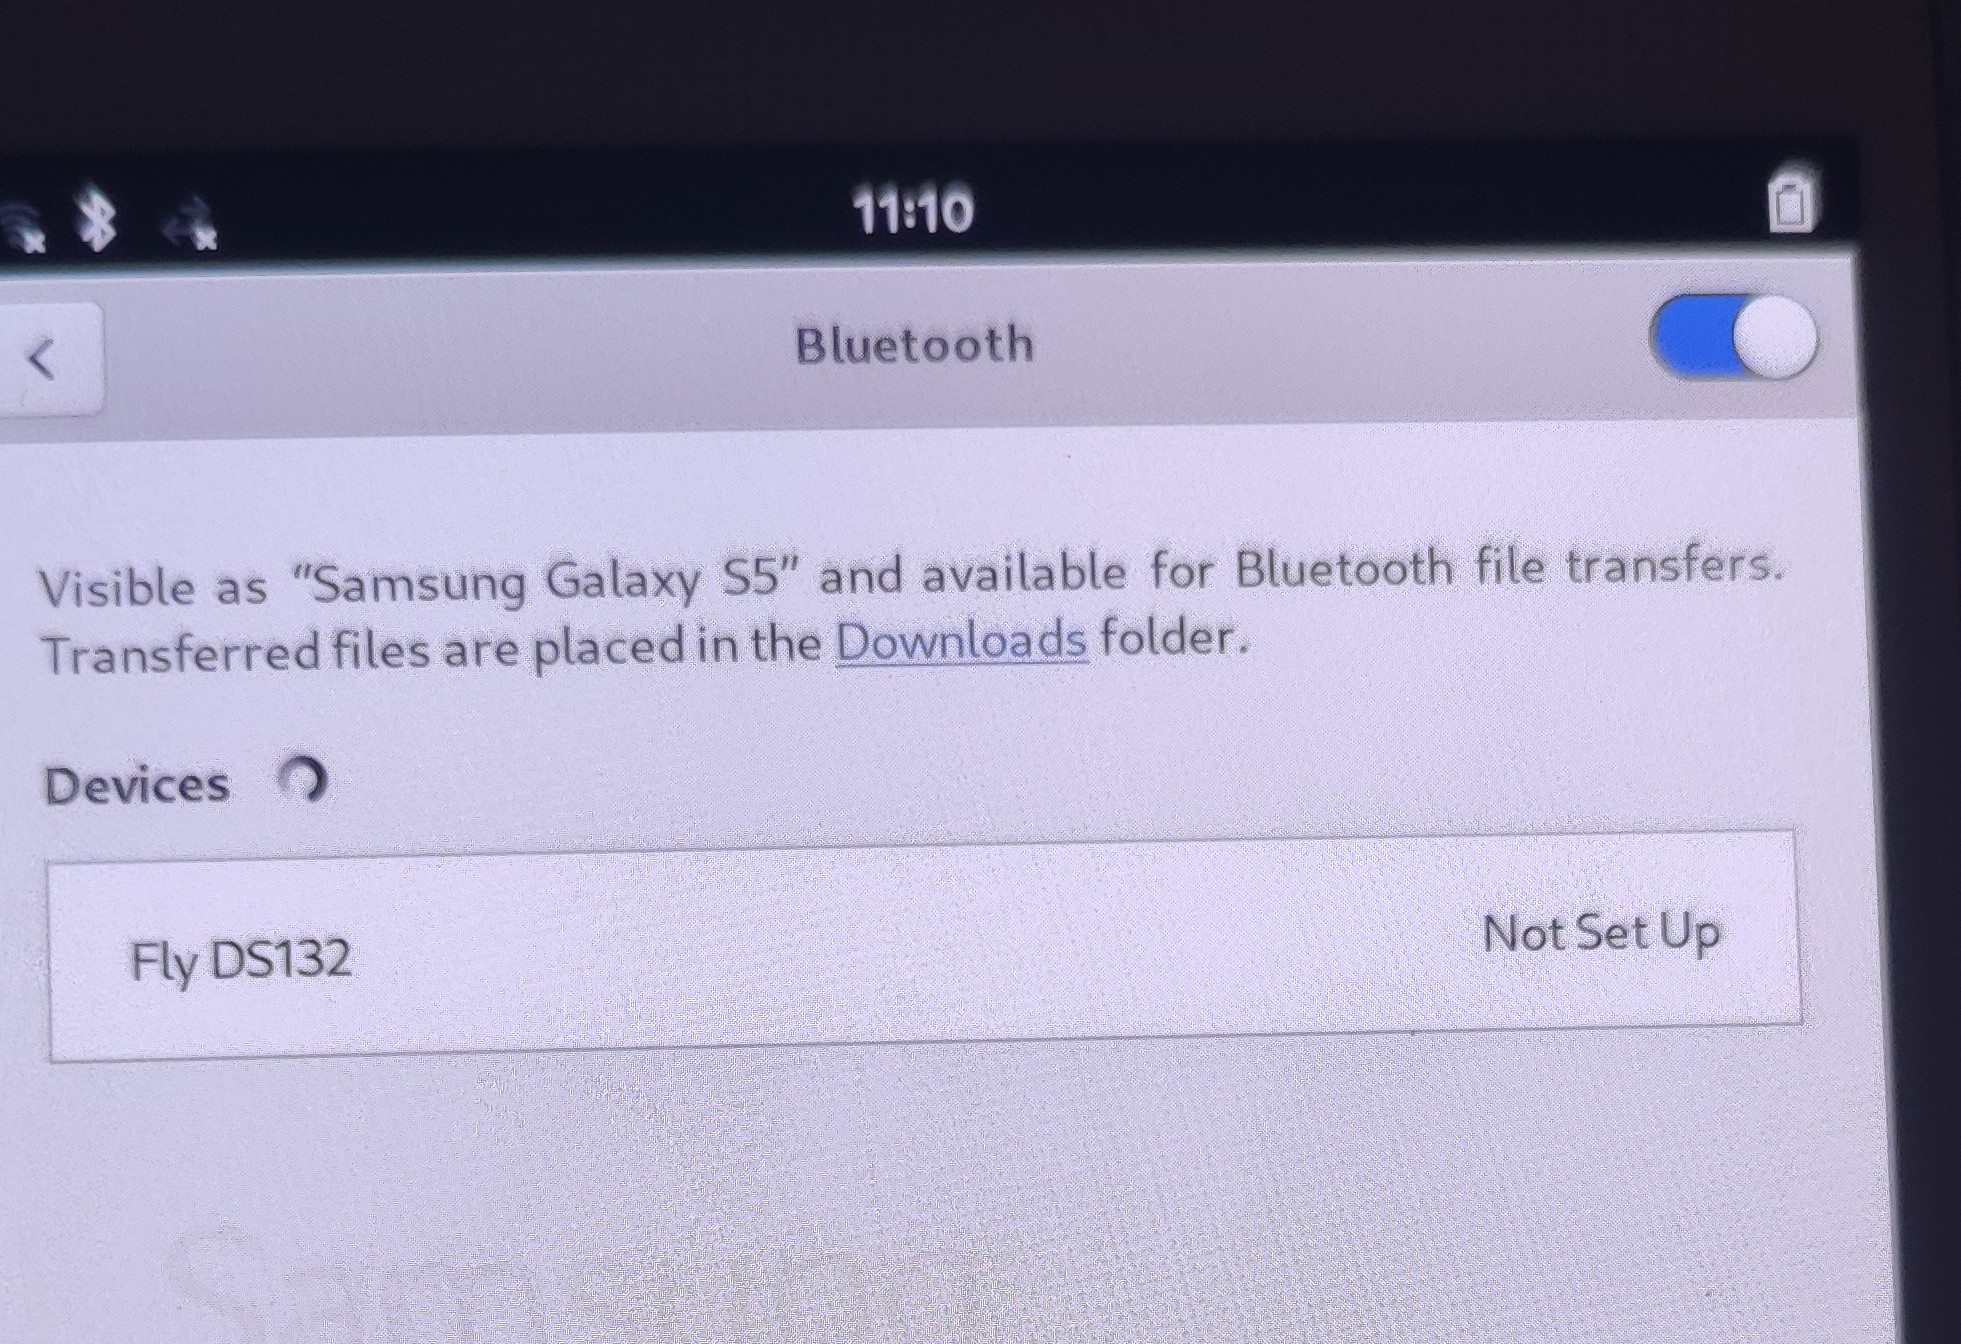 11:10
Bluetooth
Visible as "Samsung Galaxy S5" and available for Bluetooth file transfers.
Transferred files are placed in the Downloads folder.
Devices
Fly DS132
Not Set Up